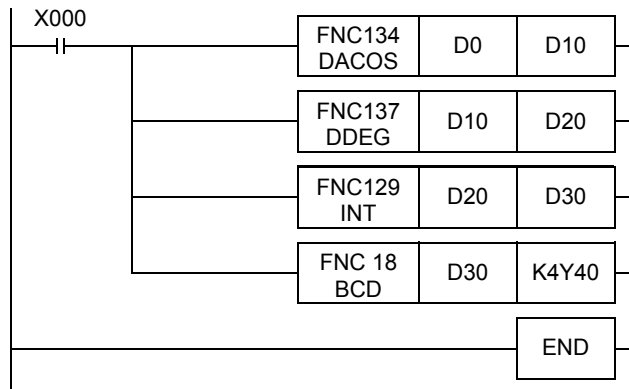 X000
FNC134
DACOS
D0
D10
FNC137
DDEG
D10
D20
FNC129
INT
D20
D30
FNC 18
BCD
D30
K4Y40
END